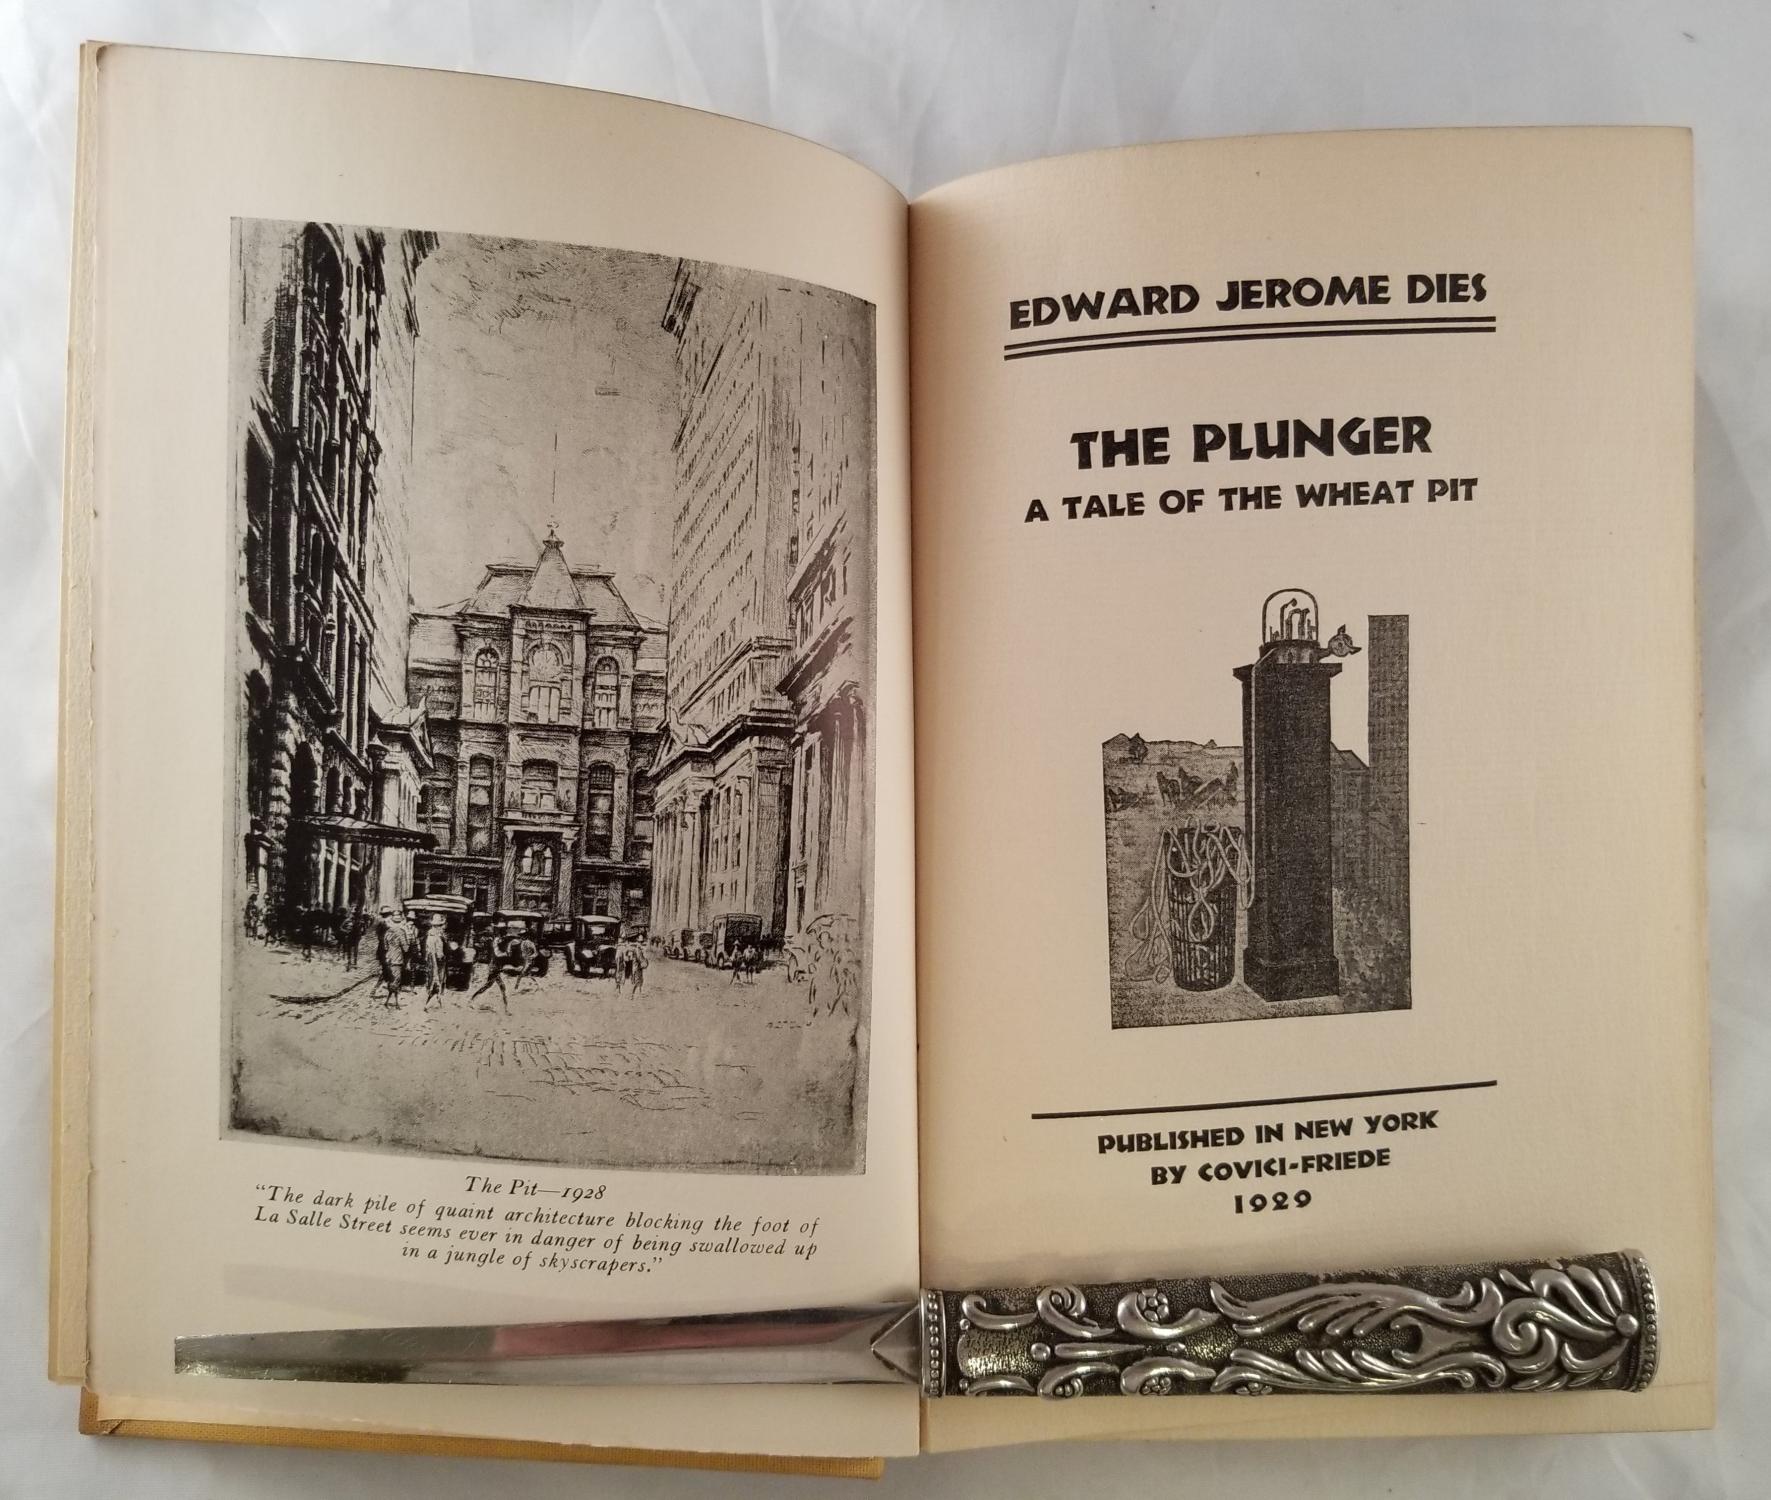 The Pit—1928
"The dark pile of quaint architecture blocking the foot of
La Salle Street seems ever in danger of being swallowed up
in a jungle of skyscrapers."
EDWARD JEROME DIES
THE PLUNGER
A TALE OF THE WHEAT PIT
PUBLISHED IN NEW YORK
BY COVICI-FRIEDE
1929